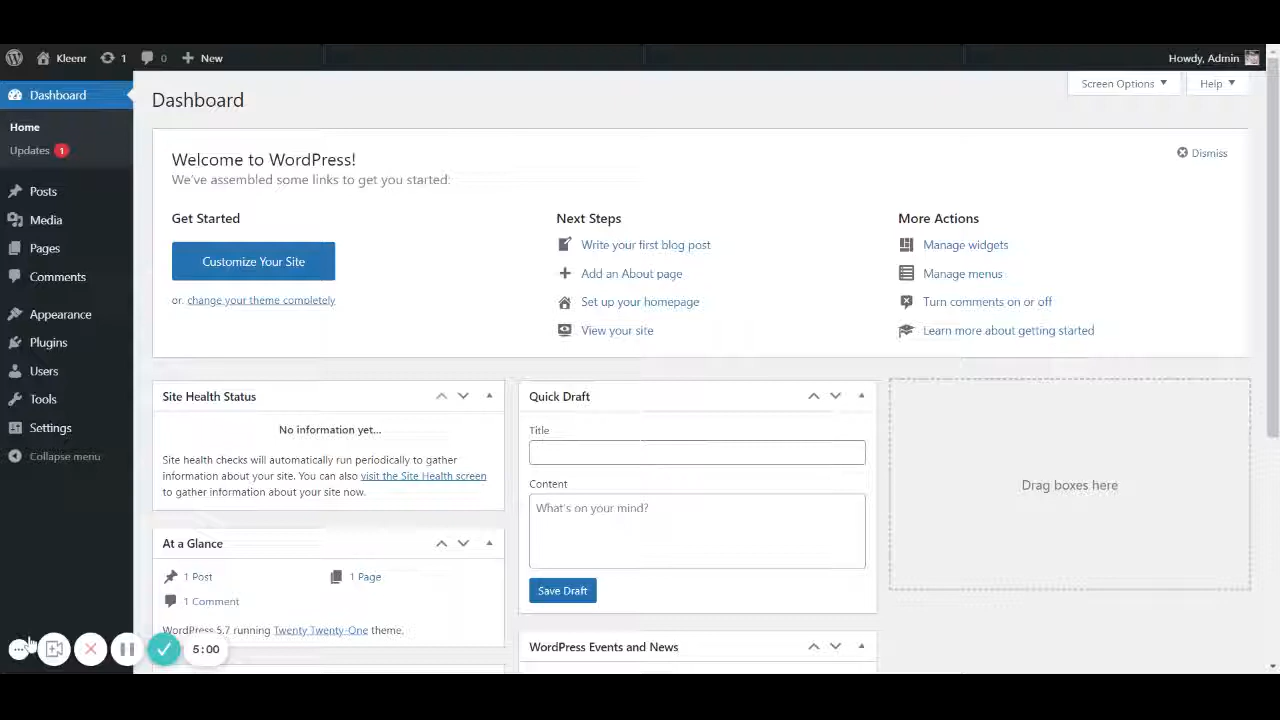 Kleenr 1 0 New Howdy, Admin
Dashboard
Home
Updates 1
Posts
Media
Pages
Comments
Appearance
Plugins
Users
Tools
Settings
Collapse menu
Screen Options Help
Dashboard
Welcome to WordPress!
Dismiss
We've assembled some links to get you started:
Get Started
Customize Your Site
or, change your theme completely
Next Steps
Write your first blog post
Add an About page
Set up your homepage
View your site
More Actions
Manage widgets
Manage menus
Turn comments on or off
Learn more about getting started
Site Health Status
No information yet...
Site health checks will automatically run periodically to gather
information about your site. You can also visit the Site Health screen
to gather information about your site now.
At a Glance
1 Post 1 Page
1 Comment
WordPress 5.7 running Twenty Twenty-One theme.
Quick Draft
Title
Content
What's on your mind?
Save Draft
WordPress Events and News
Drag boxes here
5:00